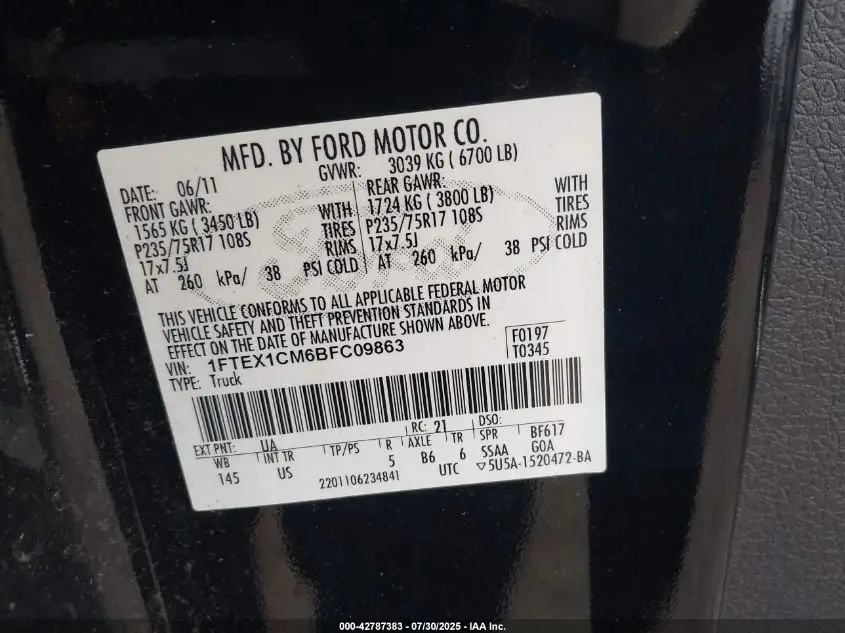 MFD. BY FORD MOTOR CO.
DATE: 06/11 GVWR: 3039 KG ( 6700 LB)
FRONT GAWR: REAR GAWR: WITH
1565 KG ( 3450 LB) WITH 1724 KG ( 3800 LB) TIRES
P235/75R17 108S TIRES P235/75R17 108S RIMS
17x7.5J RIMS 17x7.5J
AT 260 kPa/ 38 PSI COLD AT 260 kPa/ 38 PSI COLD
THIS VEHICLE CONFORMS TO ALL APPLICABLE FEDERAL MOTOR
VEHICLE SAFETY AND THEFT PREVENTION STANDARDS IN
EFFECT ON THE DATE OF MANUFACTURE SHOWN ABOVE.
VIN: 1FTEX1CM6BFC09863 F0197
TYPE: Truck T0345
EXT PNT: UA RC: 21 DSO:
WB INT TR TP/PS R AXLE TR SPR BF617
145 US 5 B6 6 SSAA GOA
2201106234841 UTC ▽5U5A-1520472-BA
000-42787383 / 07/30/2025 - IAA Inc.